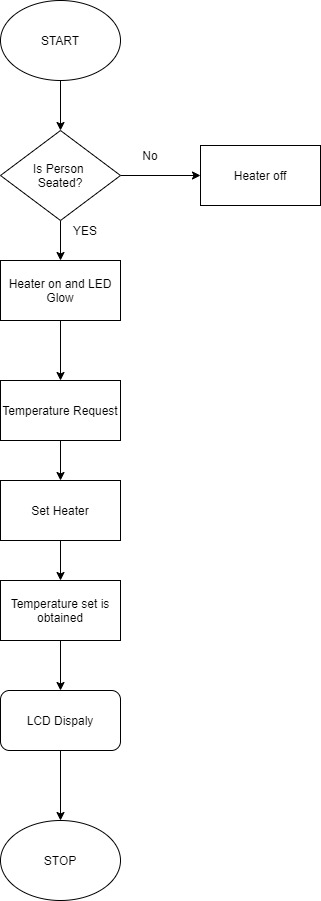 START
Is Person
Seated?
No
Heater off
YES
Heater on and LED
Glow
Temperature Request
Set Heater
Temperature set is
obtained
LCD Dispaly
STOP